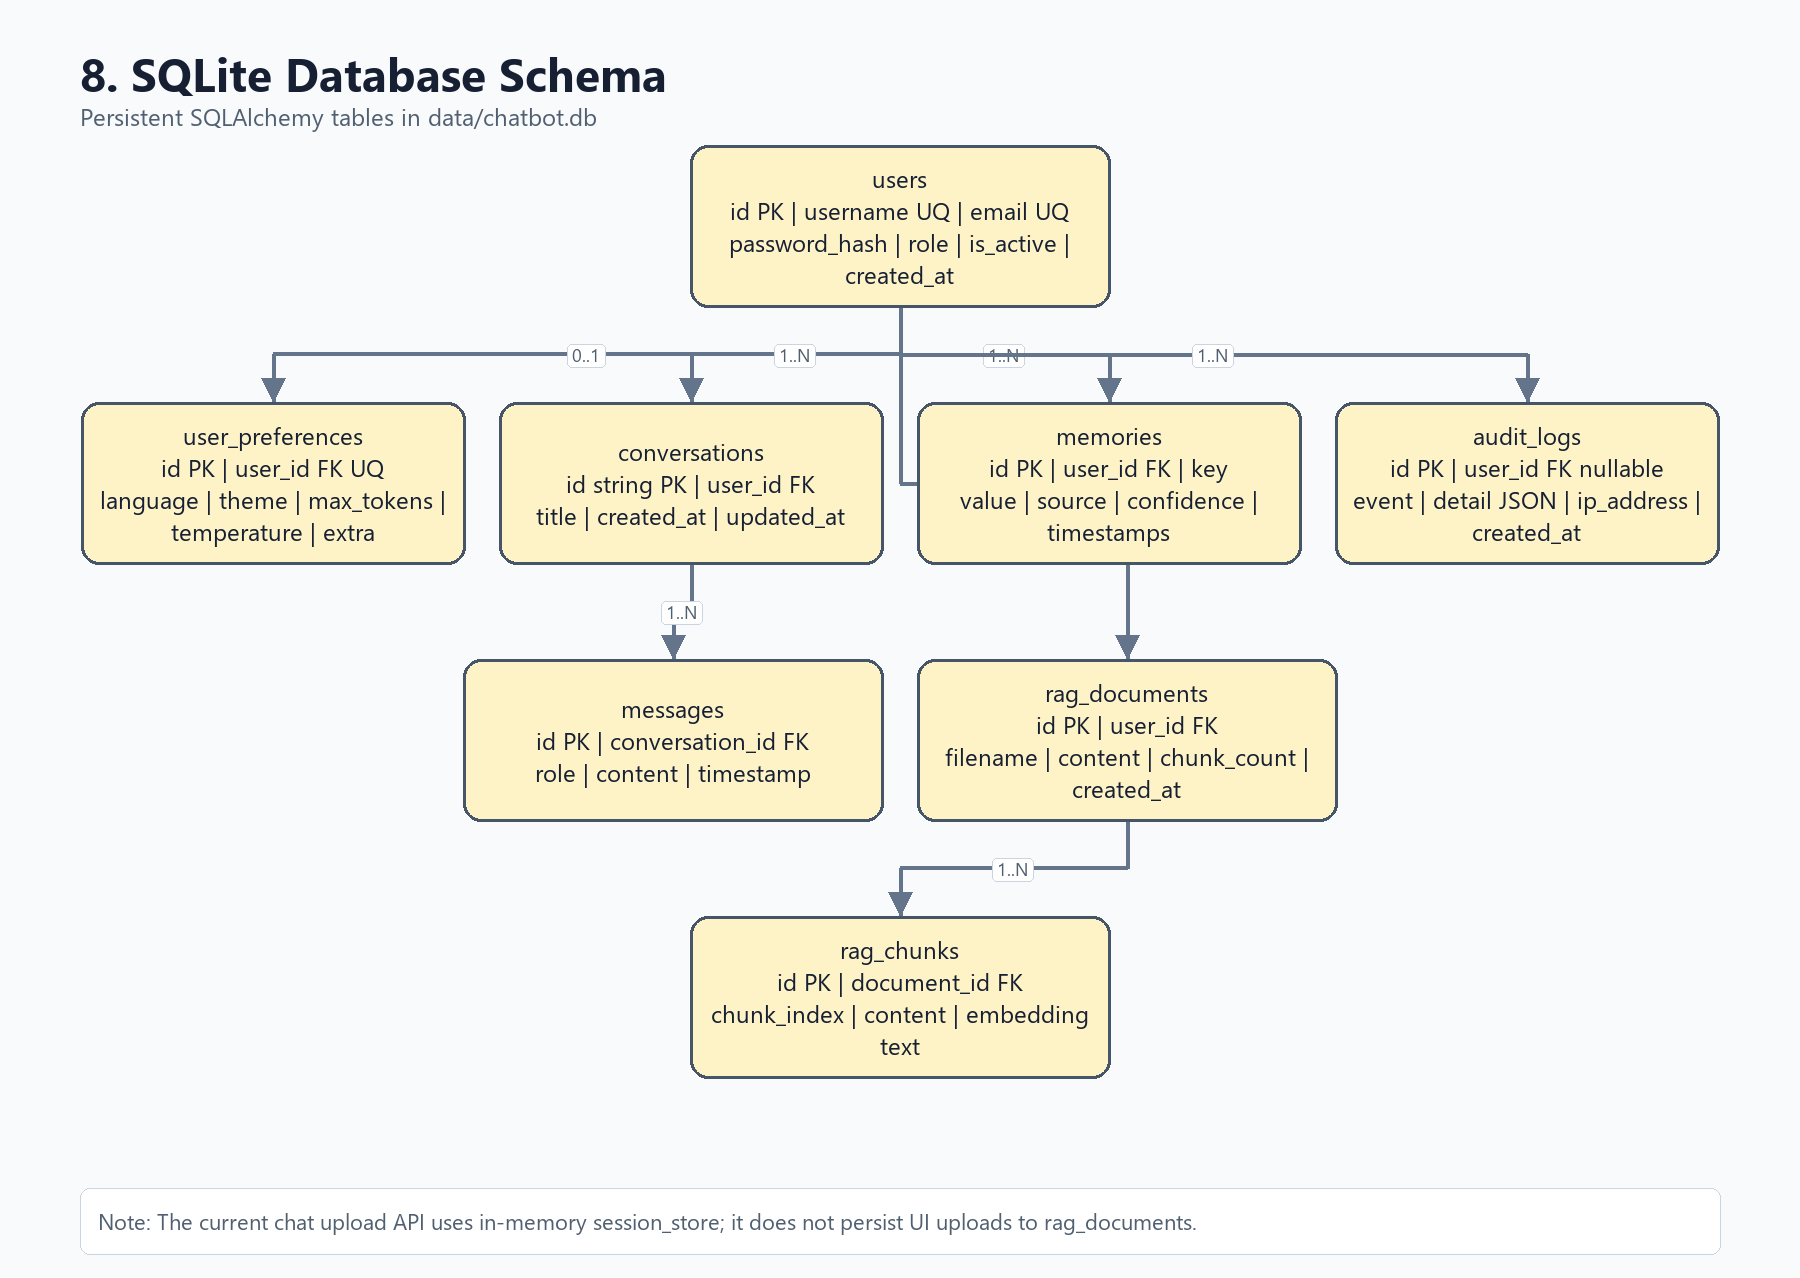 8. SQLite Database Schema
Persistent SQLAlchemy tables in data/chatbot.db
users
id PK | username UQ | email UQ
password_hash | role | is_active |
created_at
0..1
1..N
1..N
1..N
user_preferences
id PK | user_id FK UQ
language | theme | max_tokens |
temperature | extra
conversations
id string PK | user_id FK
title | created_at | updated_at
memories
id PK | user_id FK | key
value | source | confidence |
timestamps
audit_logs
id PK | user_id FK nullable
event | detail JSON | ip_address |
created_at
1..N
messages
id PK | conversation_id FK
role | content | timestamp
rag_documents
id PK | user_id FK
filename | content | chunk_count |
created_at
1..N
rag_chunks
id PK | document_id FK
chunk_index | content | embedding
text
Note: The current chat upload API uses in-memory session_store; it does not persist UI uploads to rag_documents.